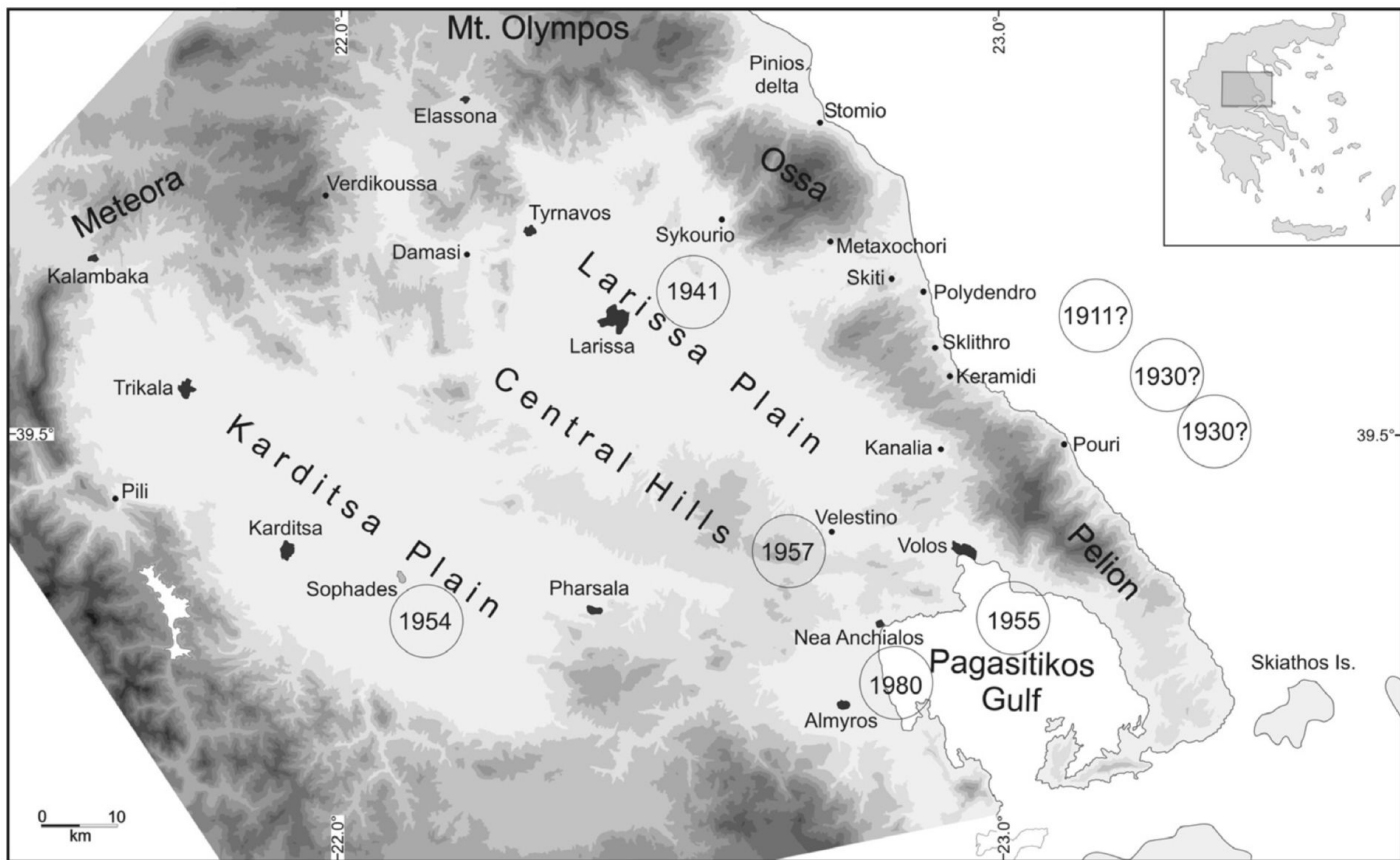 22.0°
Mt. Olympos
23.0°
Pinios
delta
Elassona
Stomio
Ossa
Meteora
Verdikoussa
Tyrnavos
Sykourio
Damasi
Metaxochori
Kalambaka
Skiti
Polydendro
1941
Larissa Plain
1911?
Larissa
Sklithro
Keramidi
1930?
Trikala
Central Hills
Karditsa Plain
39.5°
1930?
39.5°
Kanalia
Pouri
Pili
Karditsa
Velestino
1957
Volos
Pelion
Sophades
Pharsala
1954
1955
Nea Anchialos
Pagasitikos
Gulf
Skiathos Is.
1980
Almyros
0 10
km
22.0°
23.0°